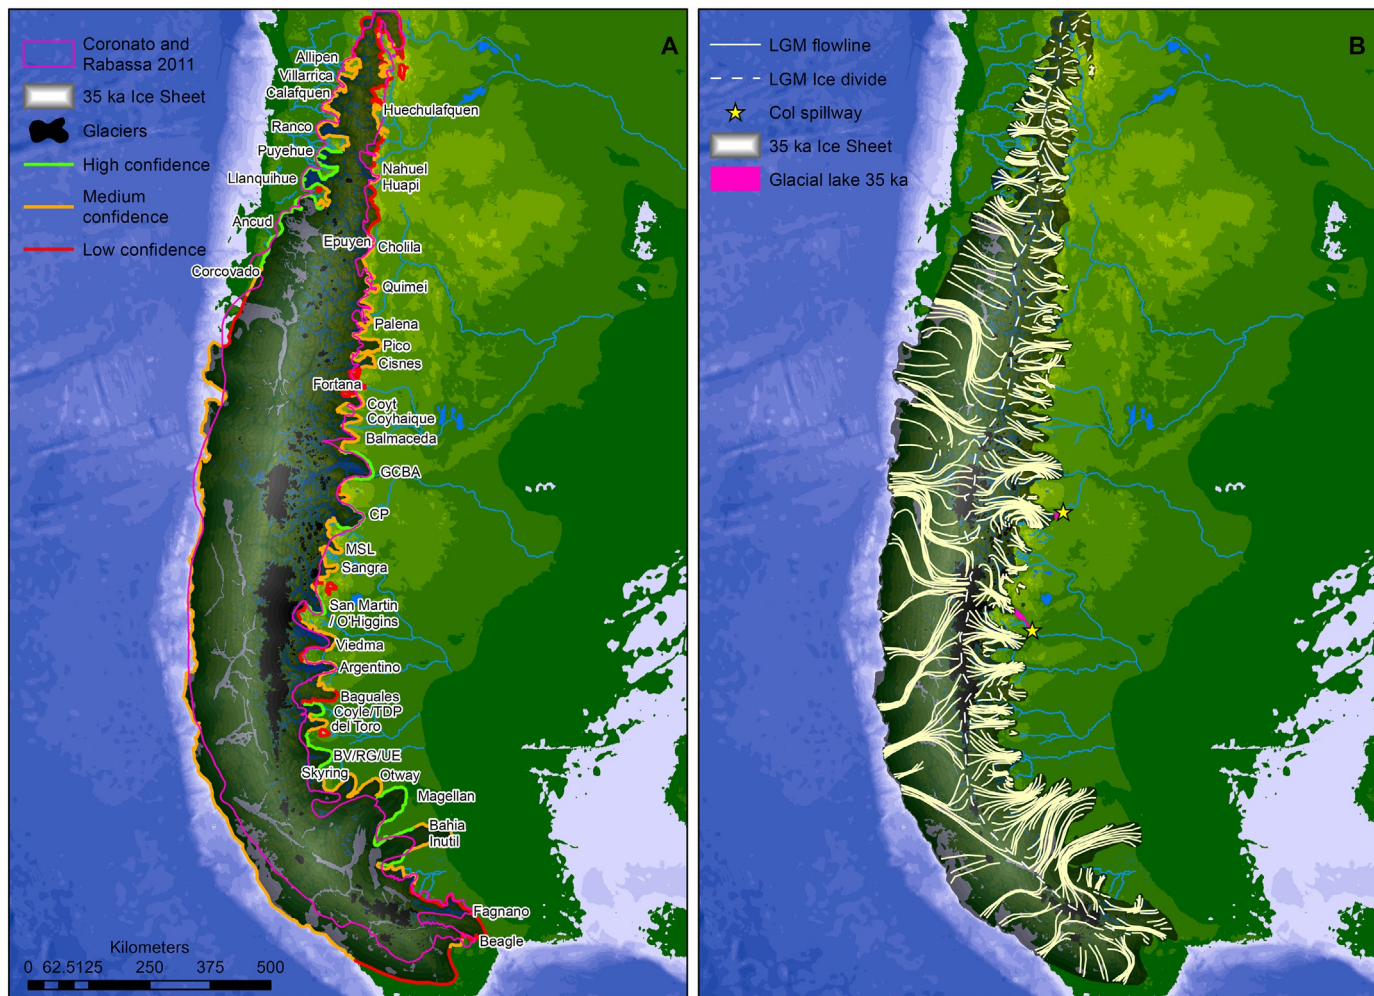 A
Coronato and
Rabassa 2011
35 ka Ice Sheet
Glaciers
High confidence
Medium
confidence
Low confidence
Allipen
Villarrica
Calafquen
Huechulafquen
Ranco
Puyehue
Nahuel
Huapi
Llanquihue
Ancud
Epuyen
Cholila
Corcovado
Quimei
Palena
Pico
Cisnes
Fortana
Coyt
Coyhaique
Balmaceda
GCBA
CP
MSL
Sangra
San Martin
/ O'Higgins
Viedma
Argentino
Baguales
Coyle/TDP
del Toro
BV/RG/UE
Skyring
Otway
Magellan
Bahia
Inutil
Fagnano
Beagle
Kilometers
0 62.5125 250 375 500
B
LGM flowline
LGM Ice divide
Col spillway
35 ka Ice Sheet
Glacial lake 35 ka